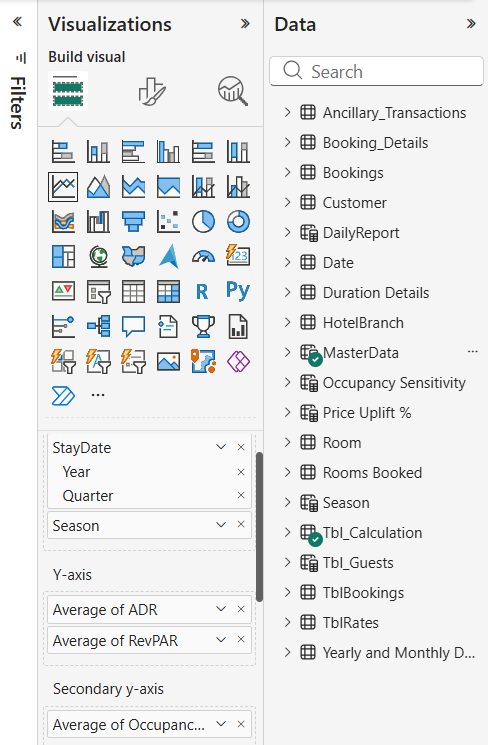 Filters
Visualizations
Build visual
123
R
Py
StayDate
Year
Quarter
Season
Y-axis
Average of ADR
Average of RevPAR
Secondary y-axis
Average of Occupanc...
Data
Search
Ancillary_Transactions
Booking_Details
Bookings
Customer
DailyReport
Date
Duration Details
HotelBranch
MasterData
Occupancy Sensitivity
Price Uplift %
Room
Rooms Booked
Season
Tbl_Calculation
Tbl_Guests
TblBookings
TblRates
Yearly and Monthly D...